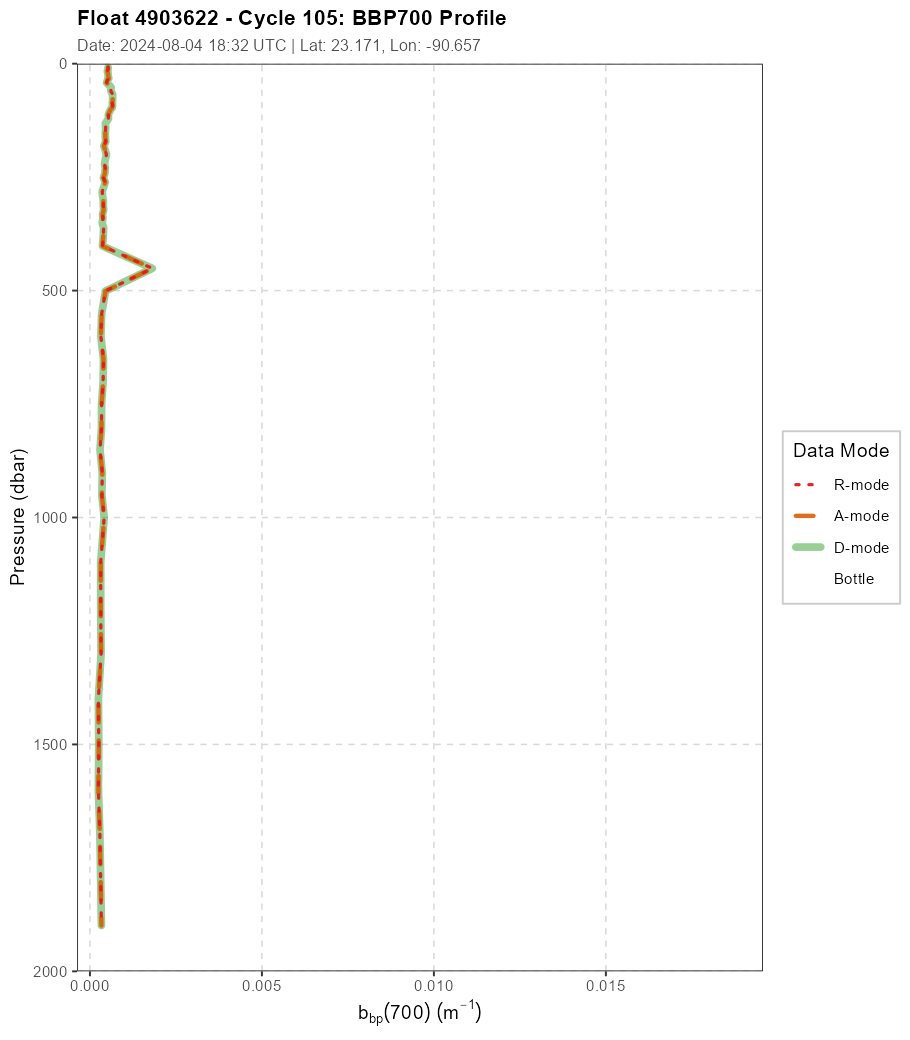 Float 4903622 - Cycle 105: BBP700 Profile
Date: 2024-08-04 18:32 UTC | Lat: 23.171, Lon: -90.657
0
500
1000
1500
2000
Pressure (dbar)
0.000 0.005 0.010 0.015
b_bp(700) (m⁻¹)
Data Mode
R-mode
A-mode
D-mode
Bottle